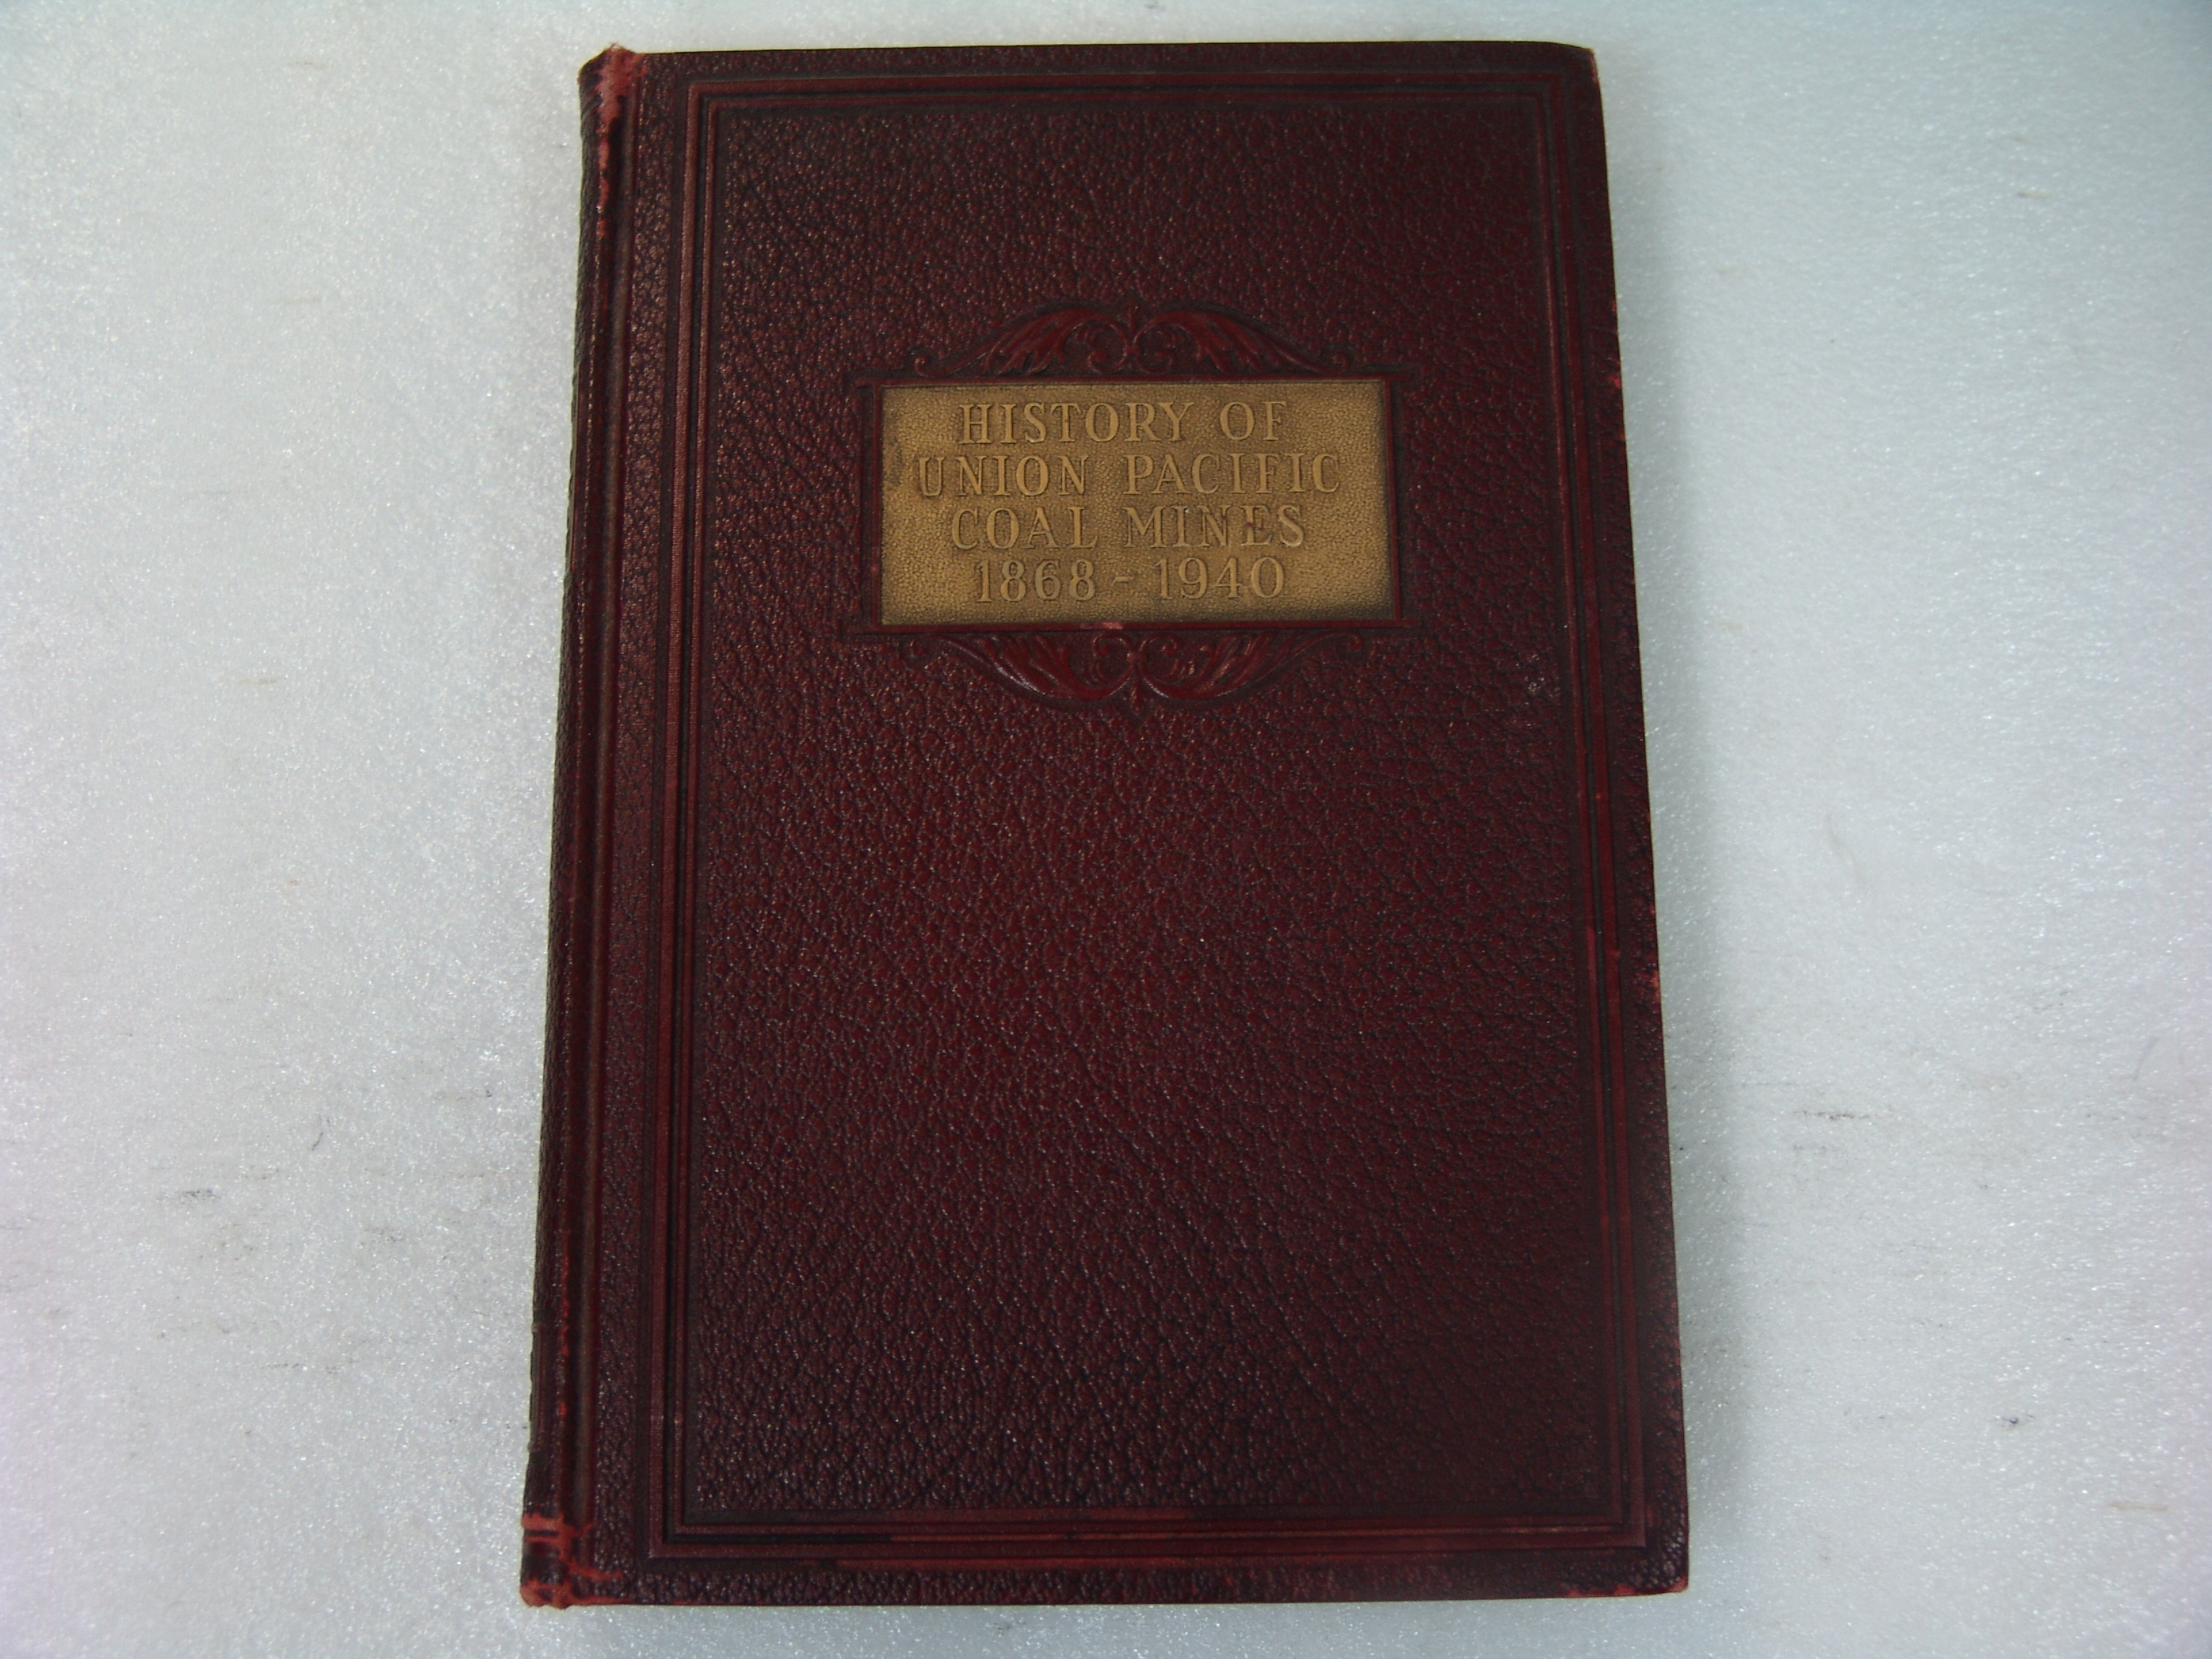 HISTORY OF
UNION PACIFIC
COAL MINES
1868-1940